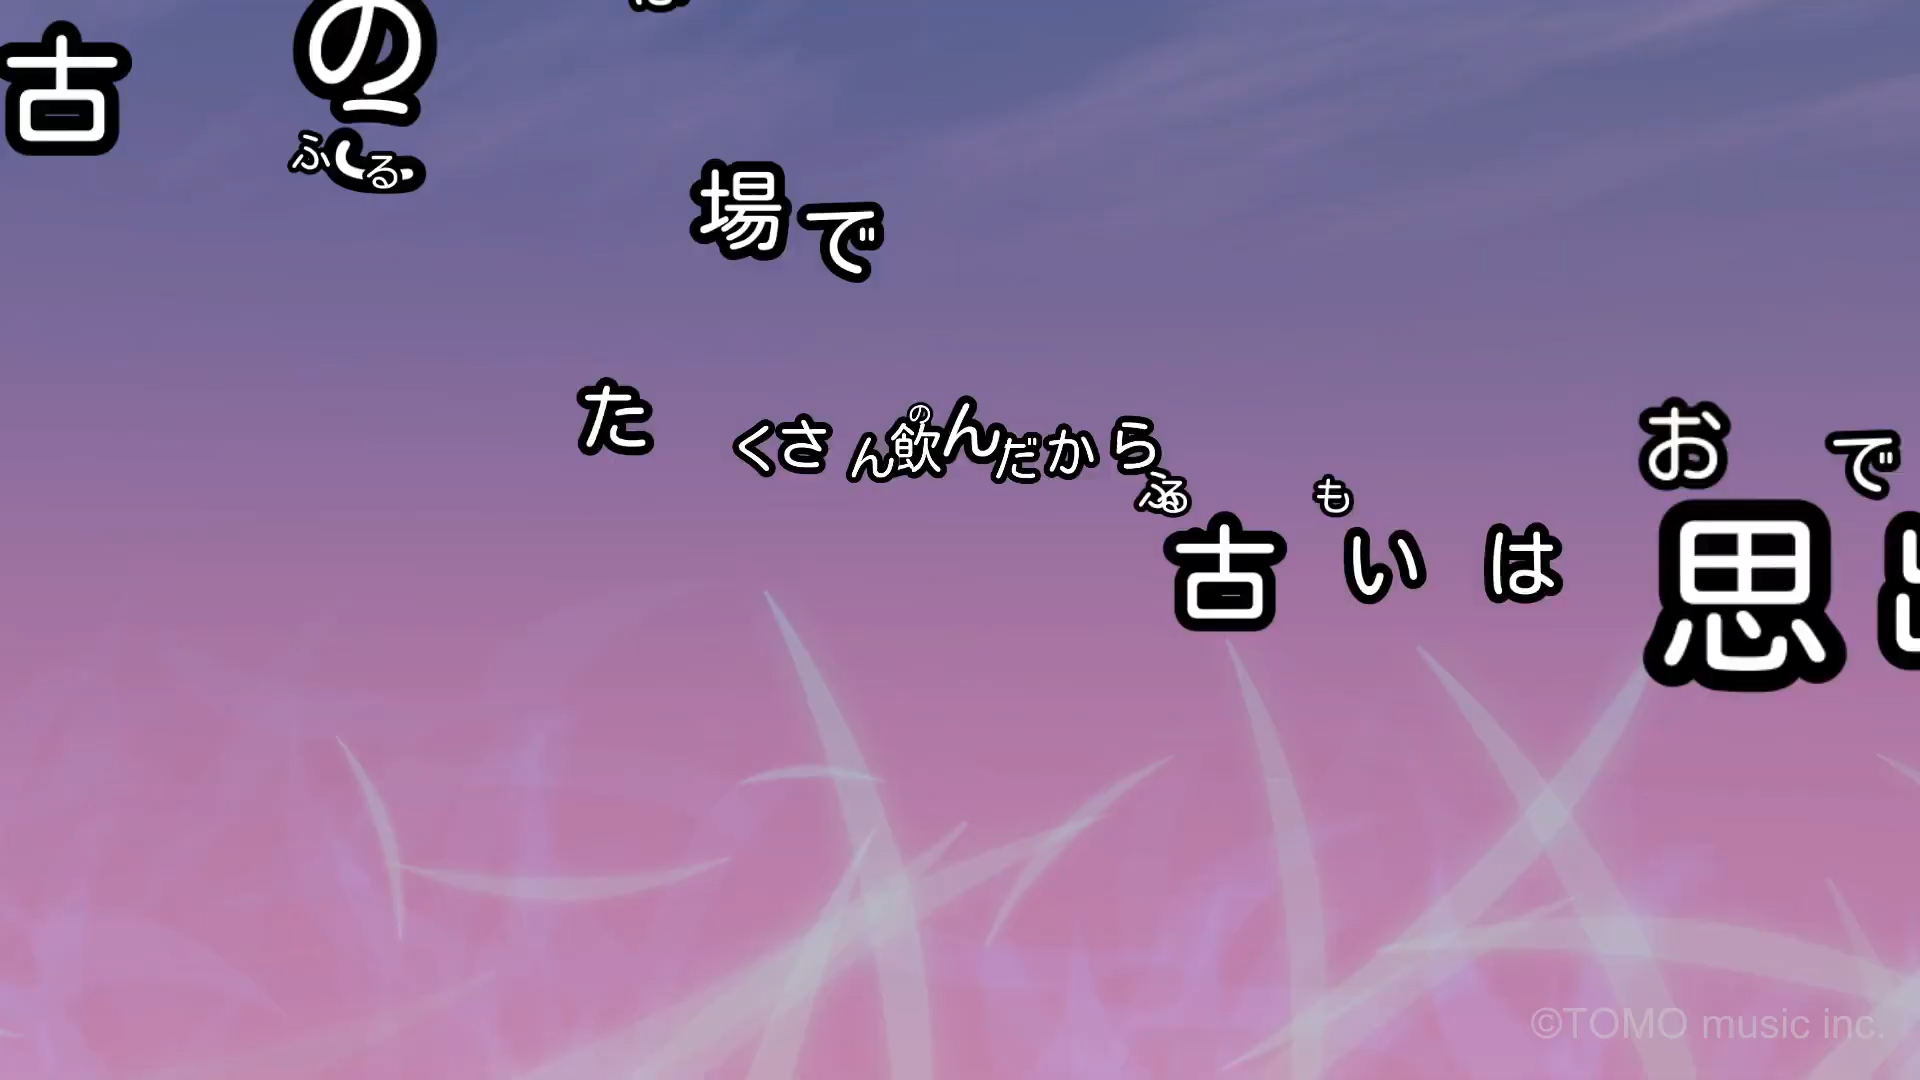 古 の
ふ る
場で
たくさん飲んだから
の
ふる も お で
古いは思出
©TOMO music inc.